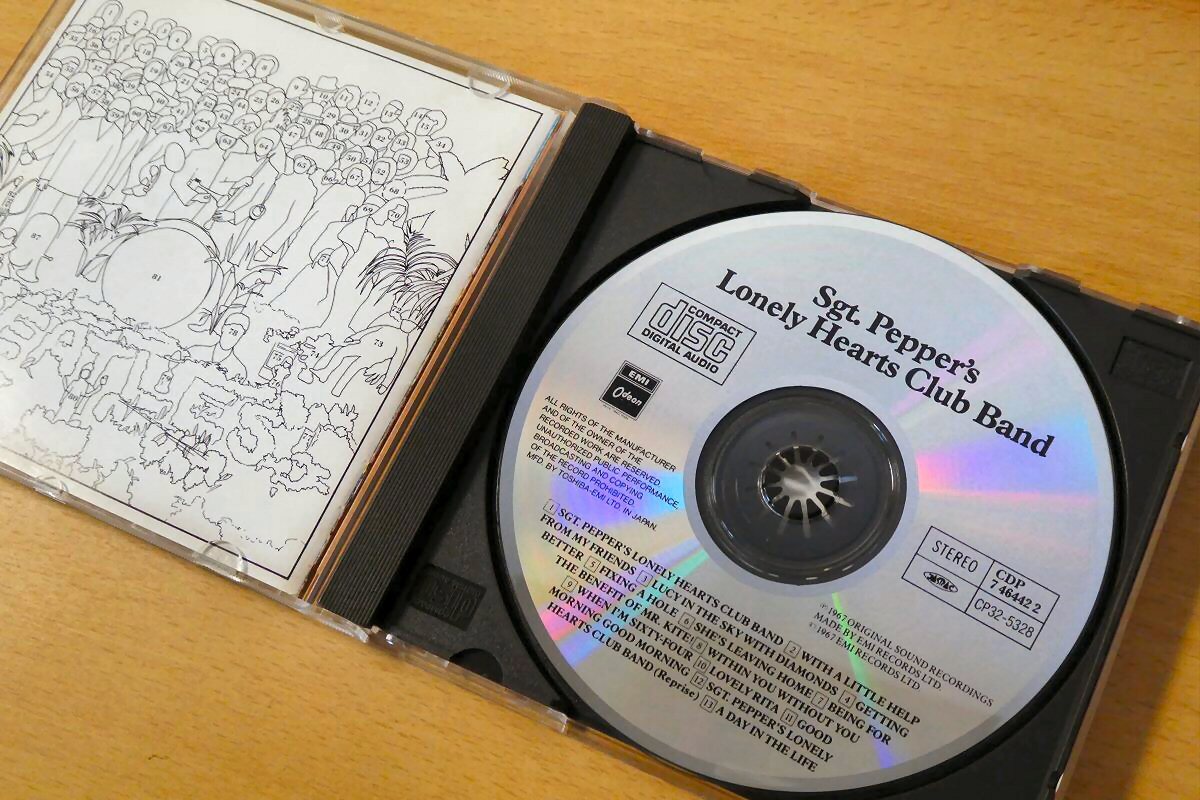 Sgt. Pepper's
Lonely Hearts Club Band
COMPACT
disc
DIGITAL AUDIO
EMI
Odeon
ALL RIGHTS OF THE MANUFACTURER
AND OF THE OWNER OF THE
RECORDED WORK ARE RESERVED.
UNAUTHORIZED PUBLIC PERFORMANCE,
BROADCASTING AND COPYING
OF THE RECORD PROHIBITED.
MFD. BY TOSHIBA-EMI LTD. IN JAPAN.
STEREO
CDP
7 46442 2
CP32-5328
1 SGT. PEPPER'S LONELY HEARTS CLUB BAND 2 WITH A LITTLE HELP
FROM MY FRIENDS 3 LUCY IN THE SKY WITH DIAMONDS 4 GETTING
BETTER 5 FIXING A HOLE 6 SHE'S LEAVING HOME 7 BEING FOR
THE BENEFIT OF MR. KITE! 8 WITHIN YOU WITHOUT YOU
9 WHEN I'M SIXTY-FOUR 10 LOVELY RITA 11 GOOD
MORNING GOOD MORNING 12 SGT. PEPPER'S LONELY
HEARTS CLUB BAND (Reprise) 13 A DAY IN THE LIFE
℗ 1967 ORIGINAL SOUND RECORDINGS
MADE BY EMI RECORDS LTD.
© 1967 EMI RECORDS LTD.
81
87
78
73